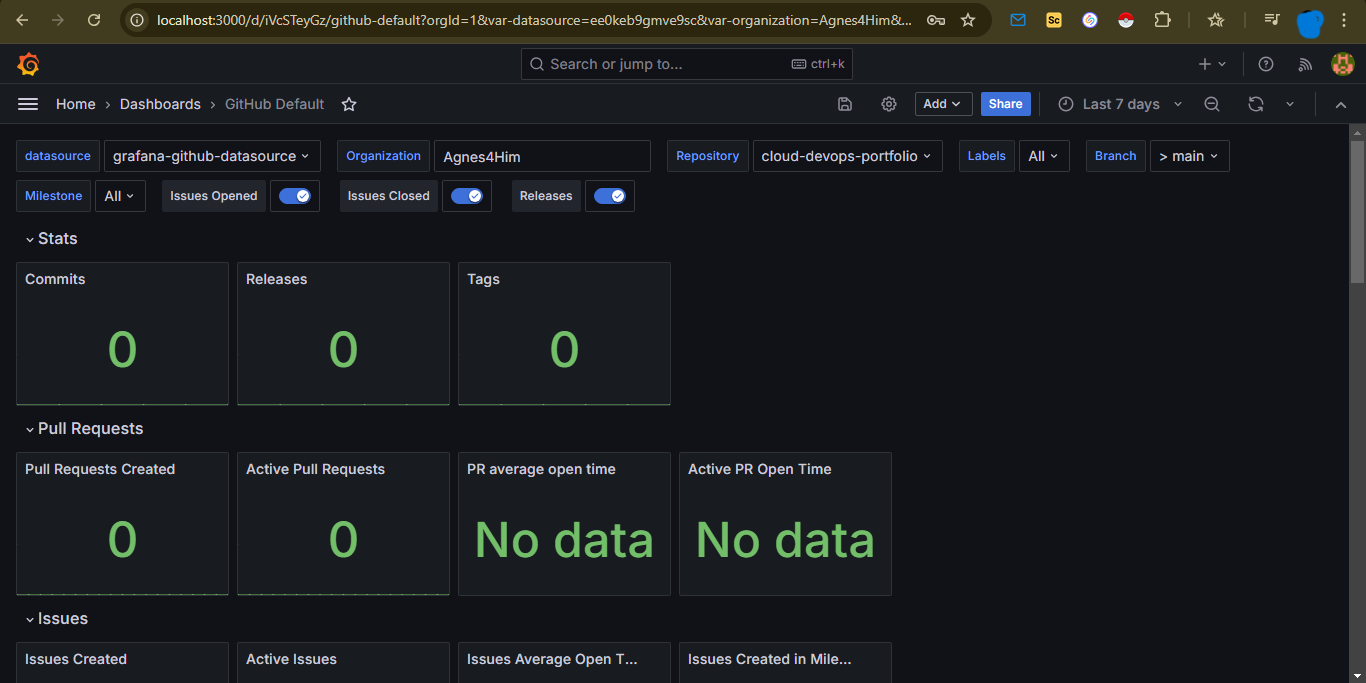 localhost:3000/d/iVcSTeyGz/github-default?orgId=1&var-datasource=ee0keb9gmve9sc&var-organization=Agnes4Him&...
Sc
Search or jump to... ctrl+k
Home › Dashboards › GitHub Default
Add
Share
Last 7 days
datasource grafana-github-datasource Organization Agnes4Him Repository cloud-devops-portfolio Labels All Branch > main
Milestone All Issues Opened Issues Closed Releases
Stats
Commits Releases Tags
0 0 0
Pull Requests
Pull Requests Created Active Pull Requests PR average open time Active PR Open Time
0 0 No data No data
Issues
Issues Created Active Issues Issues Average Open T... Issues Created in Mile...